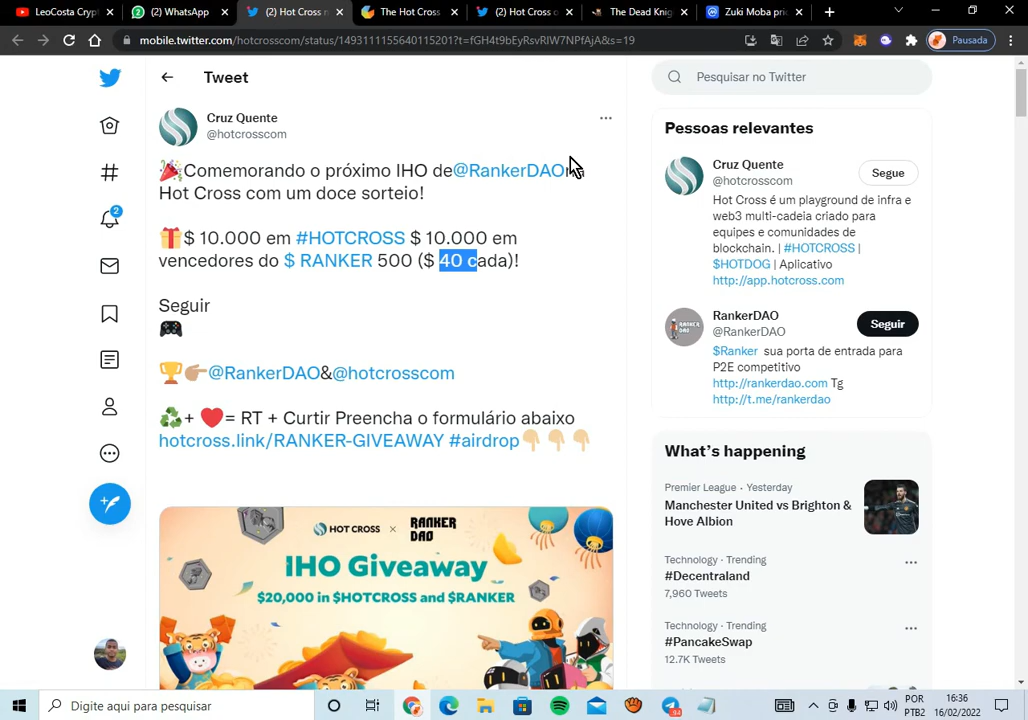 LeoCosta Crypto
(2) WhatsApp
(2) Hot Cross n
The Hot Cross
(2) Hot Cross o
The Dead Knig
Zuki Moba pri
mobile.twitter.com/hotcrosscom/status/1493111155640115201?t=fGH4t9bEyRsvRIW7NPfAjA&s=19
Pausada
Tweet
Cruz Quente
@hotcrosscom
Comemorando o próximo IHO de@RankerDAO
Hot Cross com um doce sorteio!
$ 10.000 em #HOTCROSS $ 10.000 em
vencedores do $ RANKER 500 ($ 40 cada)!
Seguir
@RankerDAO&@hotcrosscom
+ = RT + Curtir Preencha o formulário abaixo
hotcross.link/RANKER-GIVEAWAY #airdrop
HOT CROSS × RANKER DAO
IHO Giveaway
$20,000 in $HOTCROSS and $RANKER
2
Pesquisar no Twitter
Pessoas relevantes
Cruz Quente
@hotcrosscom
Segue
Hot Cross é um playground de infra e
web3 multi-cadeia criado para
equipes e comunidades de
blockchain. | #HOTCROSS |
$HOTDOG | Aplicativo
http://app.hotcross.com
RankerDAO
@RankerDAO
Seguir
$Ranker sua porta de entrada para
P2E competitivo
http://rankerdao.com Tg
http://t.me/rankerdao
What's happening
Premier League · Yesterday
Manchester United vs Brighton &
Hove Albion
Technology · Trending
#Decentraland
7,960 Tweets
Technology · Trending
#PancakeSwap
12.7K Tweets
Digite aqui para pesquisar
POR
PTB2
16:36
16/02/2022